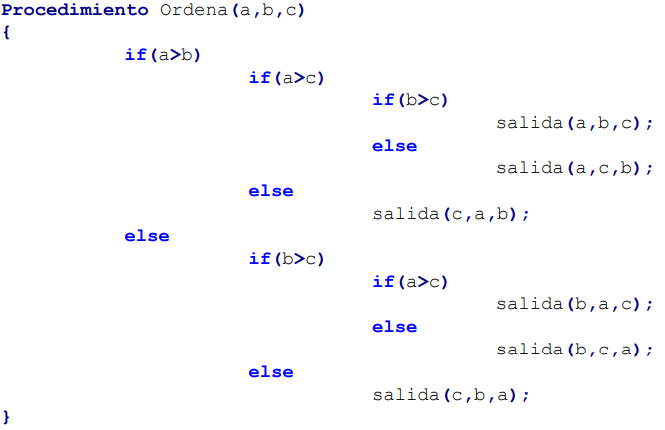 Procedimiento Ordena(a,b,c)
{
if(a>b)
if(a>c)
if(b>c)
salida(a,b,c);
else
salida(a,c,b);
else
salida(c,a,b);
else
if(b>c)
if(a>c)
salida(b,a,c);
else
salida(b,c,a);
else
salida(c,b,a);
}